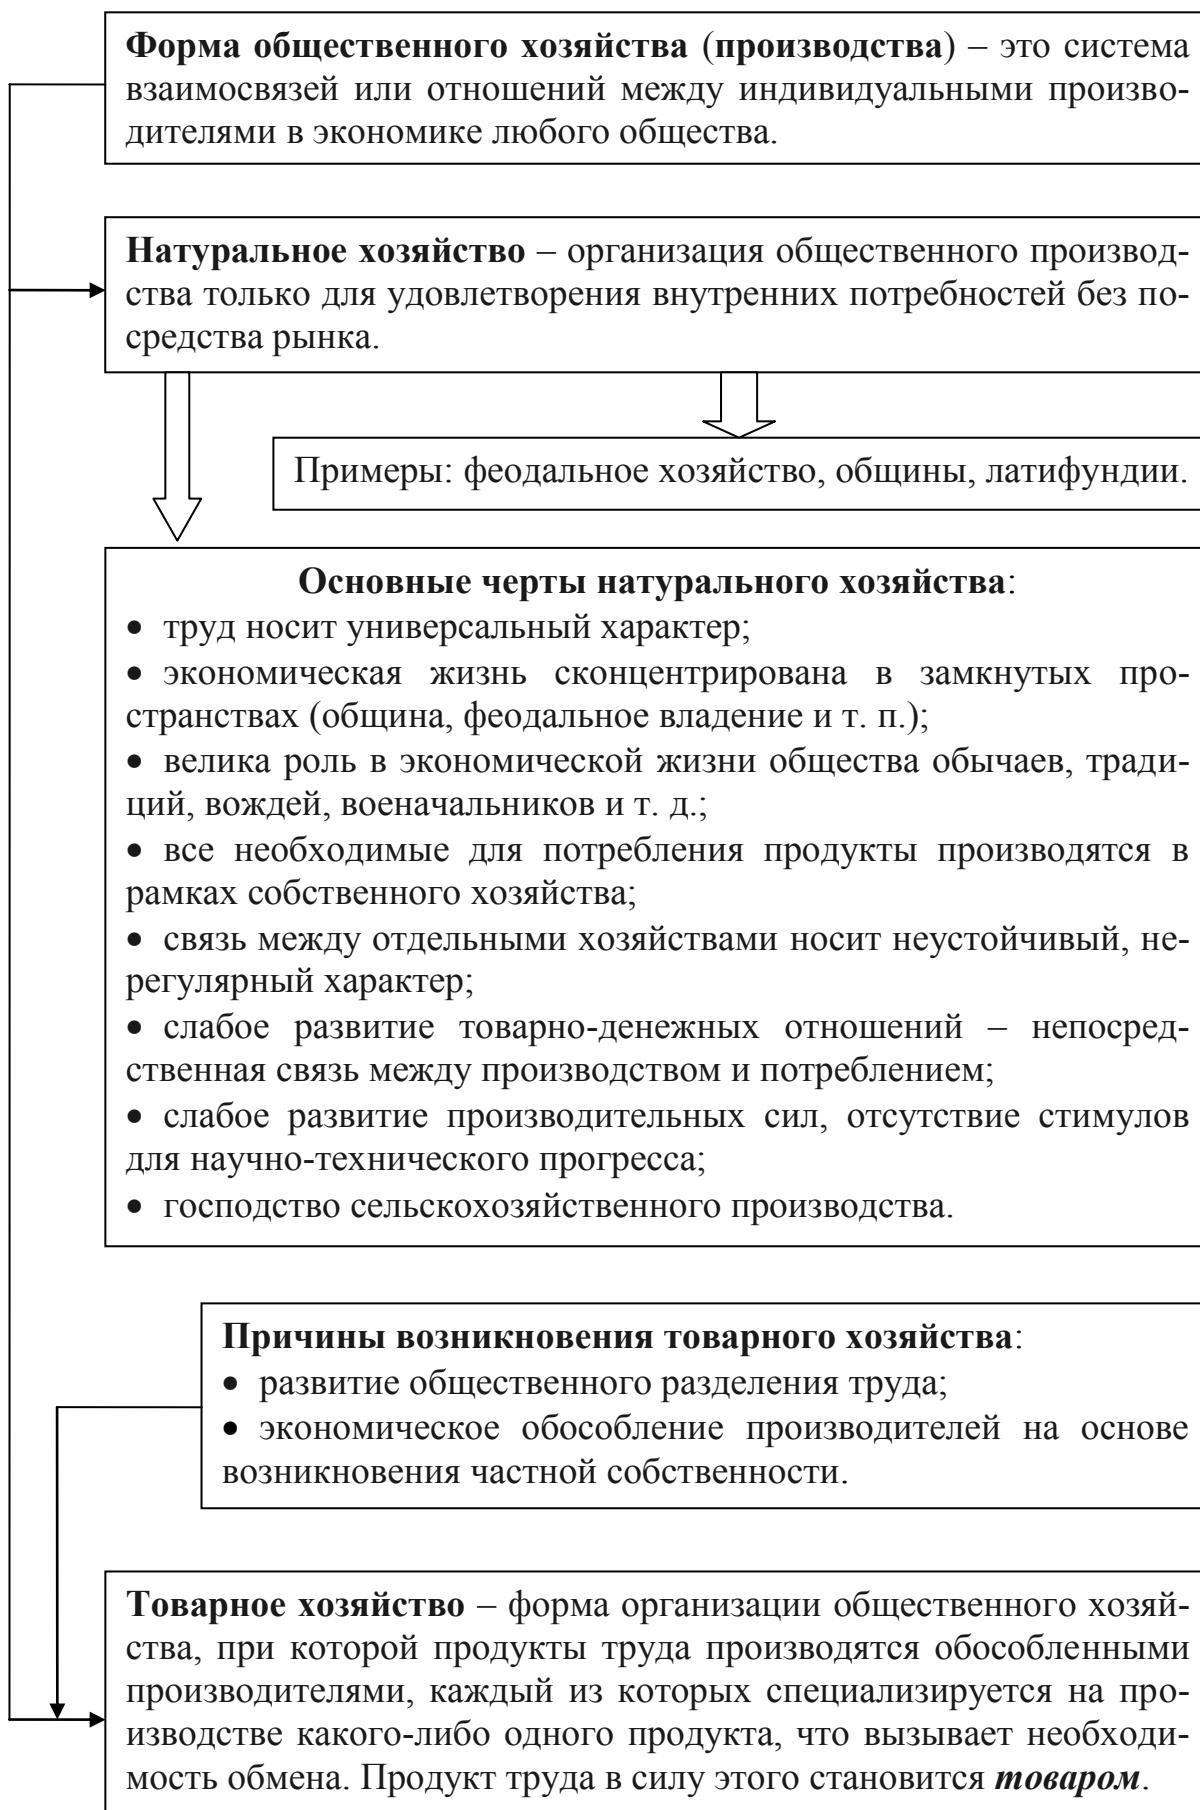 Форма общественного хозяйства (производства) – это система
взаимосвязей или отношений между индивидуальными произво-
дителями в экономике любого общества.
Натуральное хозяйство – организация общественного производ-
ства только для удовлетворения внутренних потребностей без по-
средства рынка.
Примеры: феодальное хозяйство, общины, латифундии.
Основные черты натурального хозяйства:
• труд носит универсальный характер;
• экономическая жизнь сконцентрирована в замкнутых про-
странствах (община, феодальное владение и т. п.);
• велика роль в экономической жизни общества обычаев, тради-
ций, вождей, военачальников и т. д.;
• все необходимые для потребления продукты производятся в
рамках собственного хозяйства;
• связь между отдельными хозяйствами носит неустойчивый, не-
регулярный характер;
• слабое развитие товарно-денежных отношений – непосред-
ственная связь между производством и потреблением;
• слабое развитие производительных сил, отсутствие стимулов
для научно-технического прогресса;
• господство сельскохозяйственного производства.
Причины возникновения товарного хозяйства:
• развитие общественного разделения труда;
• экономическое обособление производителей на основе
возникновения частной собственности.
Товарное хозяйство – форма организации общественного хозяй-
ства, при которой продукты труда производятся обособленными
производителями, каждый из которых специализируется на про-
изводстве какого-либо одного продукта, что вызывает необходи-
мость обмена. Продукт труда в силу этого становится товаром.